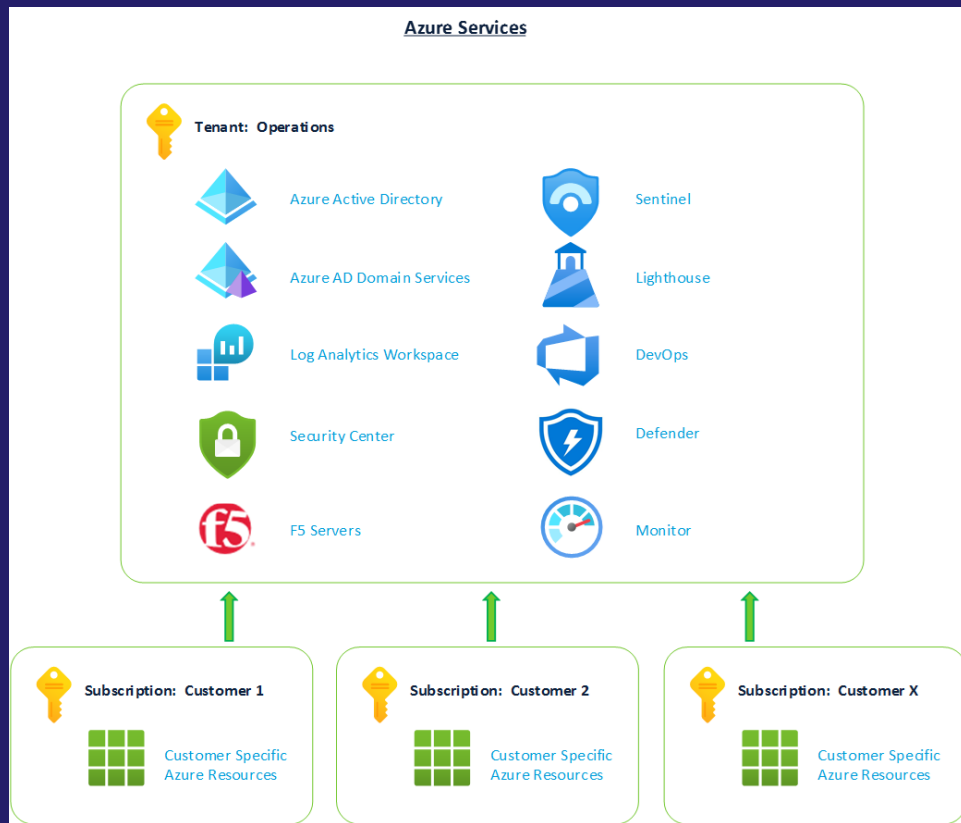 Azure Services
Tenant: Operations
Azure Active Directory
Sentinel
Azure AD Domain Services
Lighthouse
Log Analytics Workspace
DevOps
Security Center
Defender
f5
F5 Servers
Monitor
Subscription: Customer 1
Customer Specific
Azure Resources
Subscription: Customer 2
Customer Specific
Azure Resources
Subscription: Customer X
Customer Specific
Azure Resources